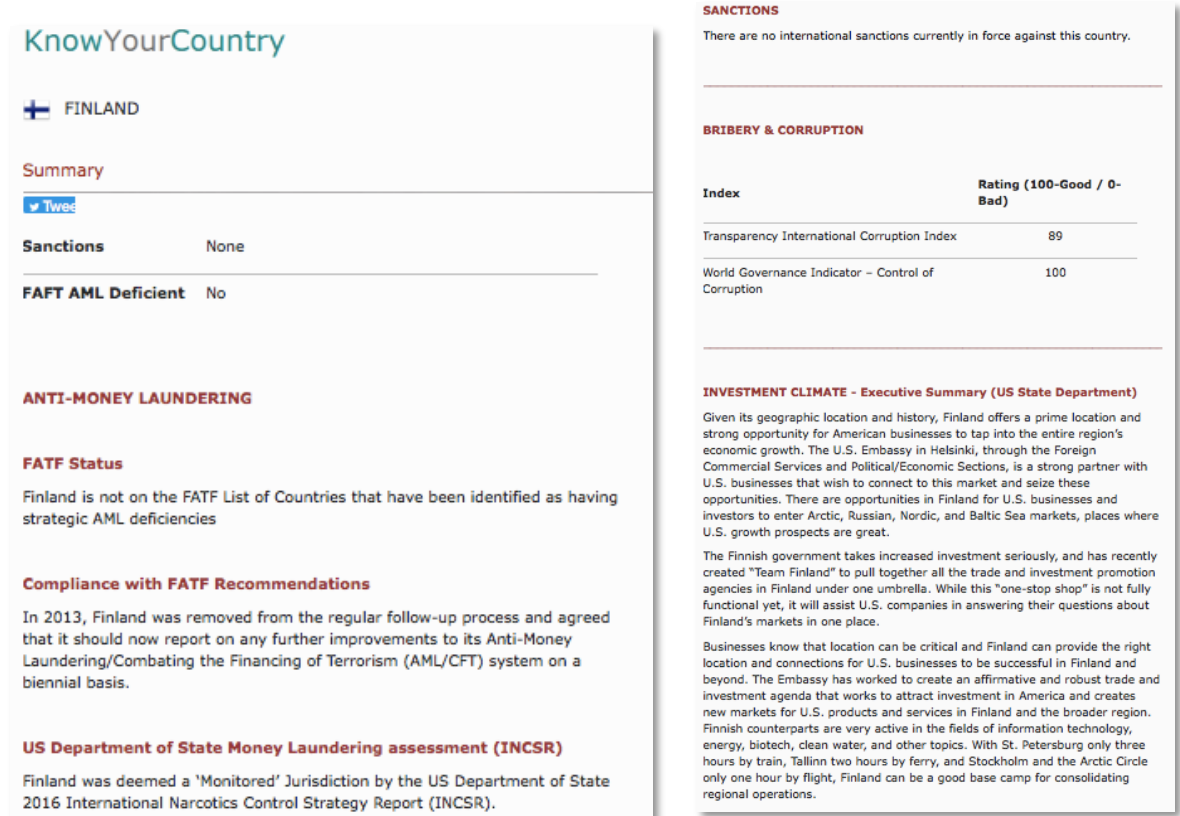 KnowYourCountry
FINLAND
Summary
Twee
Sanctions None
FAFT AML Deficient No
ANTI-MONEY LAUNDERING
FATF Status
Finland is not on the FATF List of Countries that have been identified as having
strategic AML deficiencies
Compliance with FATF Recommendations
In 2013, Finland was removed from the regular follow-up process and agreed
that it should now report on any further improvements to its Anti-Money
Laundering/Combating the Financing of Terrorism (AML/CFT) system on a
biennial basis.
US Department of State Money Laundering assessment (INCSR)
Finland was deemed a ‘Monitored’ Jurisdiction by the US Department of State
2016 International Narcotics Control Strategy Report (INCSR).
SANCTIONS
There are no international sanctions currently in force against this country.
BRIBERY & CORRUPTION
Index Rating (100-Good / 0-
Bad)
Transparency International Corruption Index 89
World Governance Indicator – Control of 100
Corruption
INVESTMENT CLIMATE - Executive Summary (US State Department)
Given its geographic location and history, Finland offers a prime location and
strong opportunity for American businesses to tap into the entire region’s
economic growth. The U.S. Embassy in Helsinki, through the Foreign
Commercial Services and Political/Economic Sections, is a strong partner with
U.S. businesses that wish to connect to this market and seize these
opportunities. There are opportunities in Finland for U.S. businesses and
investors to enter Arctic, Russian, Nordic, and Baltic Sea markets, places where
U.S. growth prospects are great.
The Finnish government takes increased investment seriously, and has recently
created “Team Finland” to pull together all the trade and investment promotion
agencies in Finland under one umbrella. While this “one-stop shop” is not fully
functional yet, it will assist U.S. companies in answering their questions about
Finland’s markets in one place.
Businesses know that location can be critical and Finland can provide the right
location and connections for U.S. businesses to be successful in Finland and
beyond. The Embassy has worked to create an affirmative and robust trade and
investment agenda that works to attract investment in America and creates
new markets for U.S. products and services in Finland and the broader region.
Finnish counterparts are very active in the fields of information technology,
energy, biotech, clean water, and other topics. With St. Petersburg only three
hours by train, Tallinn two hours by ferry, and Stockholm and the Arctic Circle
only one hour by flight, Finland can be a good base camp for consolidating
regional operations.